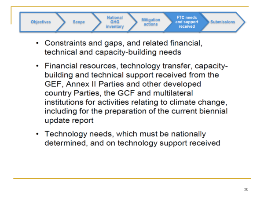 Objectives
Scope
National
GHG
inventory
Mitigation
actions
FTC needs
and support
received
Submissions
• Constraints and gaps, and related financial,
technical and capacity-building needs
• Financial resources, technology transfer, capacity-
building and technical support received from the
GEF, Annex II Parties and other developed
country Parties, the GCF and multilateral
institutions for activities relating to climate change,
including for the preparation of the current biennial
update report
• Technology needs, which must be nationally
determined, and on technology support received